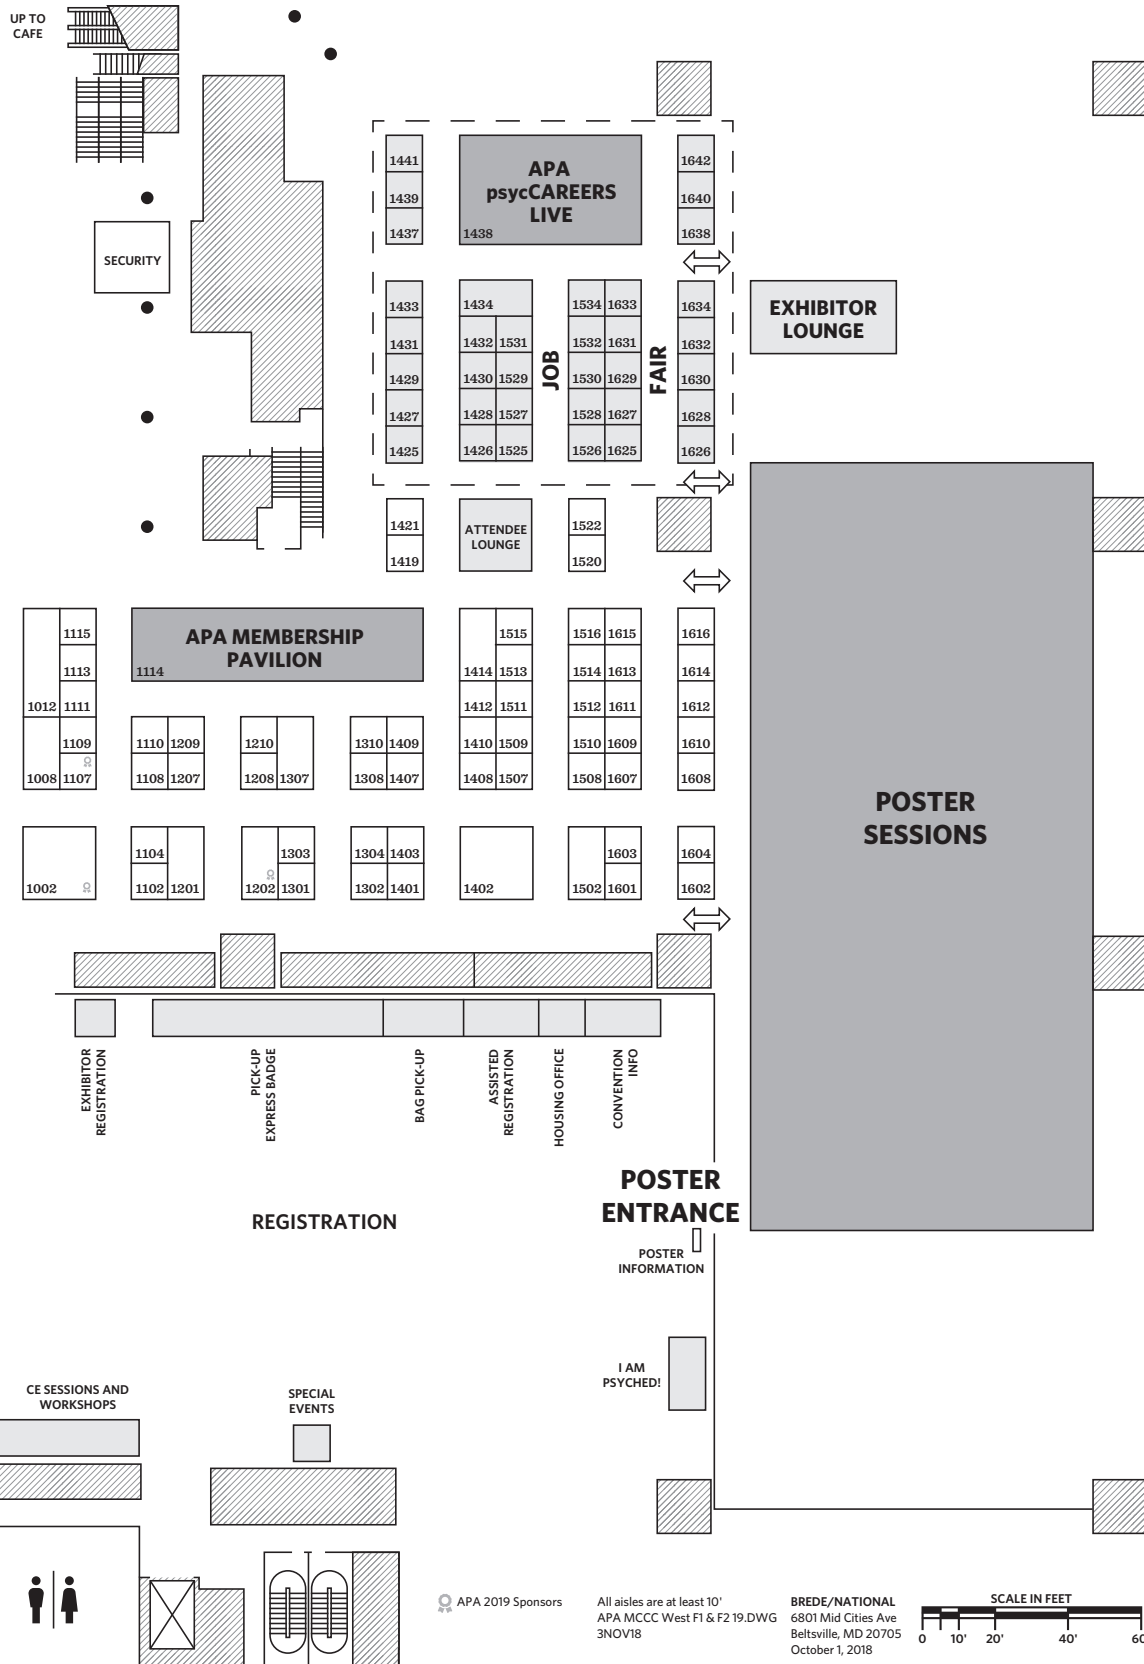 UP TO
CAFE
SECURITY
1441
1439
1437
APA
psycCAREERS
LIVE
1438
1642
1640
1638
1433
1431
1429
1427
1425
1434
1432 1531
1430 1529
1428 1527
1426 1525
JOB
1534 1633
1532 1631
1530 1629
1528 1627
1526 1625
FAIR
1634
1632
1630
1628
1626
EXHIBITOR
LOUNGE
1421
1419
ATTENDEE
LOUNGE
1522
1520
1115
1113
1012 1111
1109
1008 1107
APA MEMBERSHIP
PAVILION
1114
1110 1209
1108 1207
1210
1208 1307
1310 1409
1308 1407
1515
1414 1513
1412 1511
1410 1509
1408 1507
1516 1615
1514 1613
1512 1611
1510 1609
1508 1607
1616
1614
1612
1610
1608
POSTER
SESSIONS
1002
1104
1102 1201
1303
1202 1301
1304 1403
1302 1401
1402
1603
1502 1601
1604
1602
EXHIBITOR
REGISTRATION
PICK-UP
EXPRESS BADGE
BAG PICK-UP
ASSISTED
REGISTRATION
HOUSING OFFICE
CONVENTION
INFO
POSTER
ENTRANCE
REGISTRATION
POSTER
INFORMATION
I AM
PSYCHED!
CE SESSIONS AND
WORKSHOPS
SPECIAL
EVENTS
APA 2019 Sponsors
All aisles are at least 10'
APA MCCC West F1 & F2 19.DWG
3NOV18
BREDE/NATIONAL
6801 Mid Cities Ave
Beltsville, MD 20705
October 1, 2018
SCALE IN FEET
0 10' 20' 40' 60